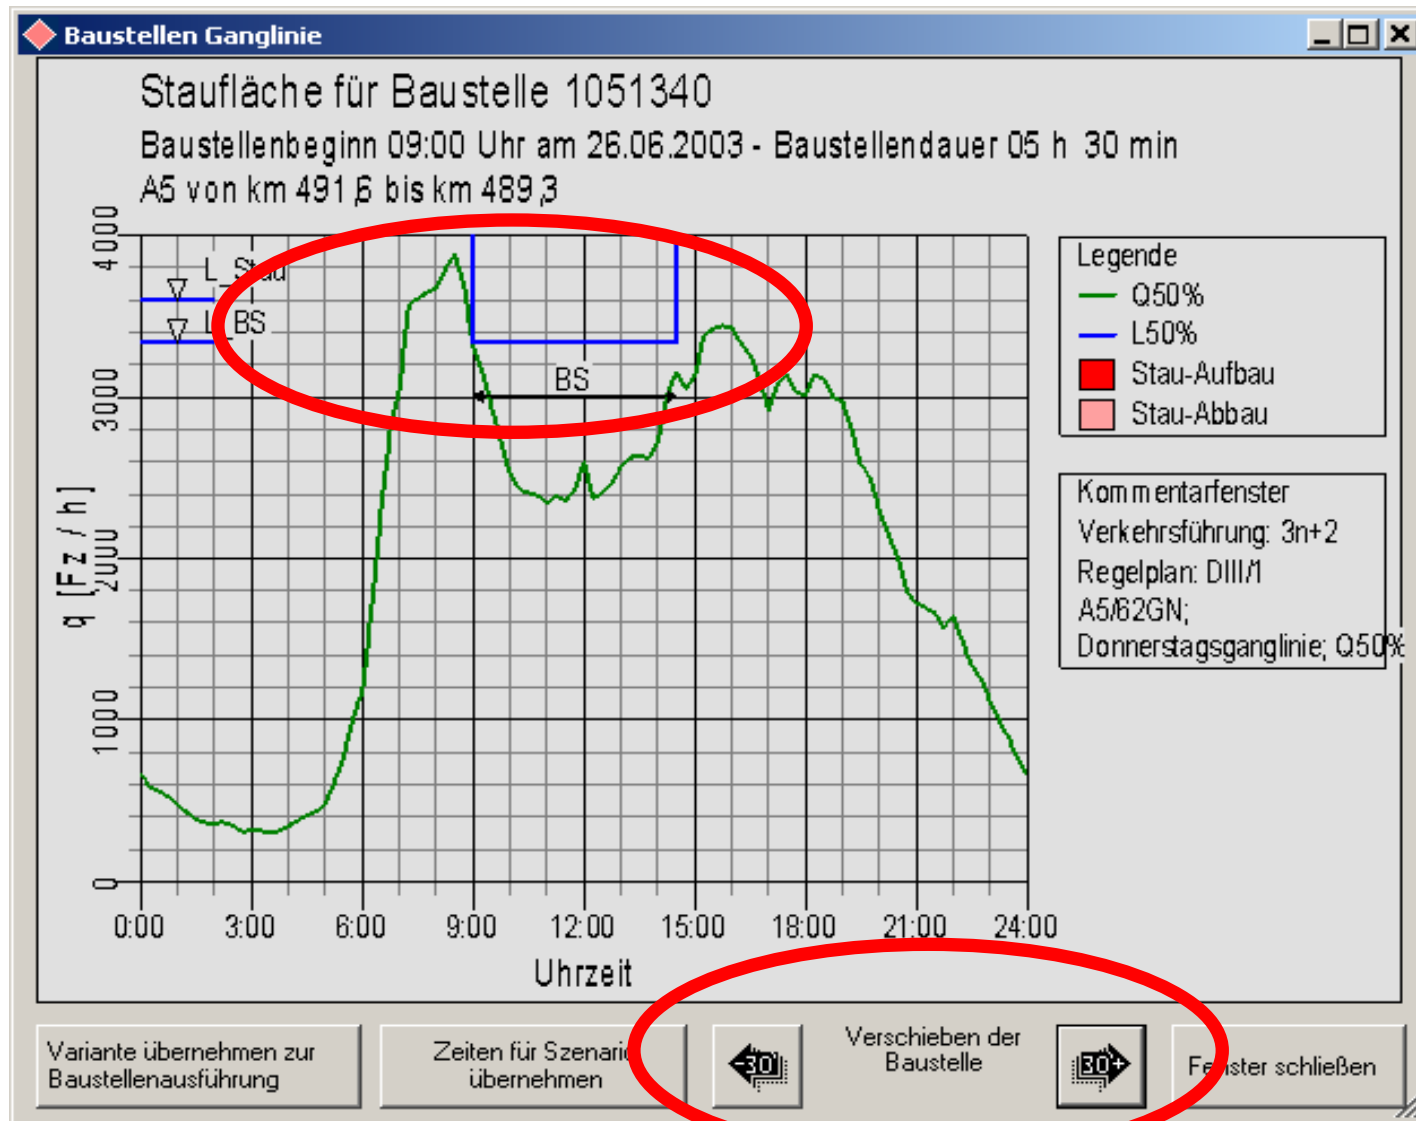 Baustellen Ganglinie
Staufläche für Baustelle 1051340
Baustellenbeginn 09:00 Uhr am 26.06.2003 - Baustellendauer 05 h 30 min
A5 von km 491,6 bis km 489,3
4000
3000
2000
1000
0
q [Fz / h]
L_Stau
L_BS
BS
0:00 3:00 6:00 9:00 12:00 15:00 18:00 21:00 24:00
Uhrzeit
Legende
Q50%
L50%
Stau-Aufbau
Stau-Abbau
Kommentarfenster
Verkehrsführung: 3n+2
Regelplan: DIII/1
A5/62GN;
Donnerstagsganglinie; Q50%
Variante übernehmen zur
Baustellenausführung
Zeiten für Szenario
übernehmen
-30
Verschieben der
Baustelle
30+
Fenster schließen